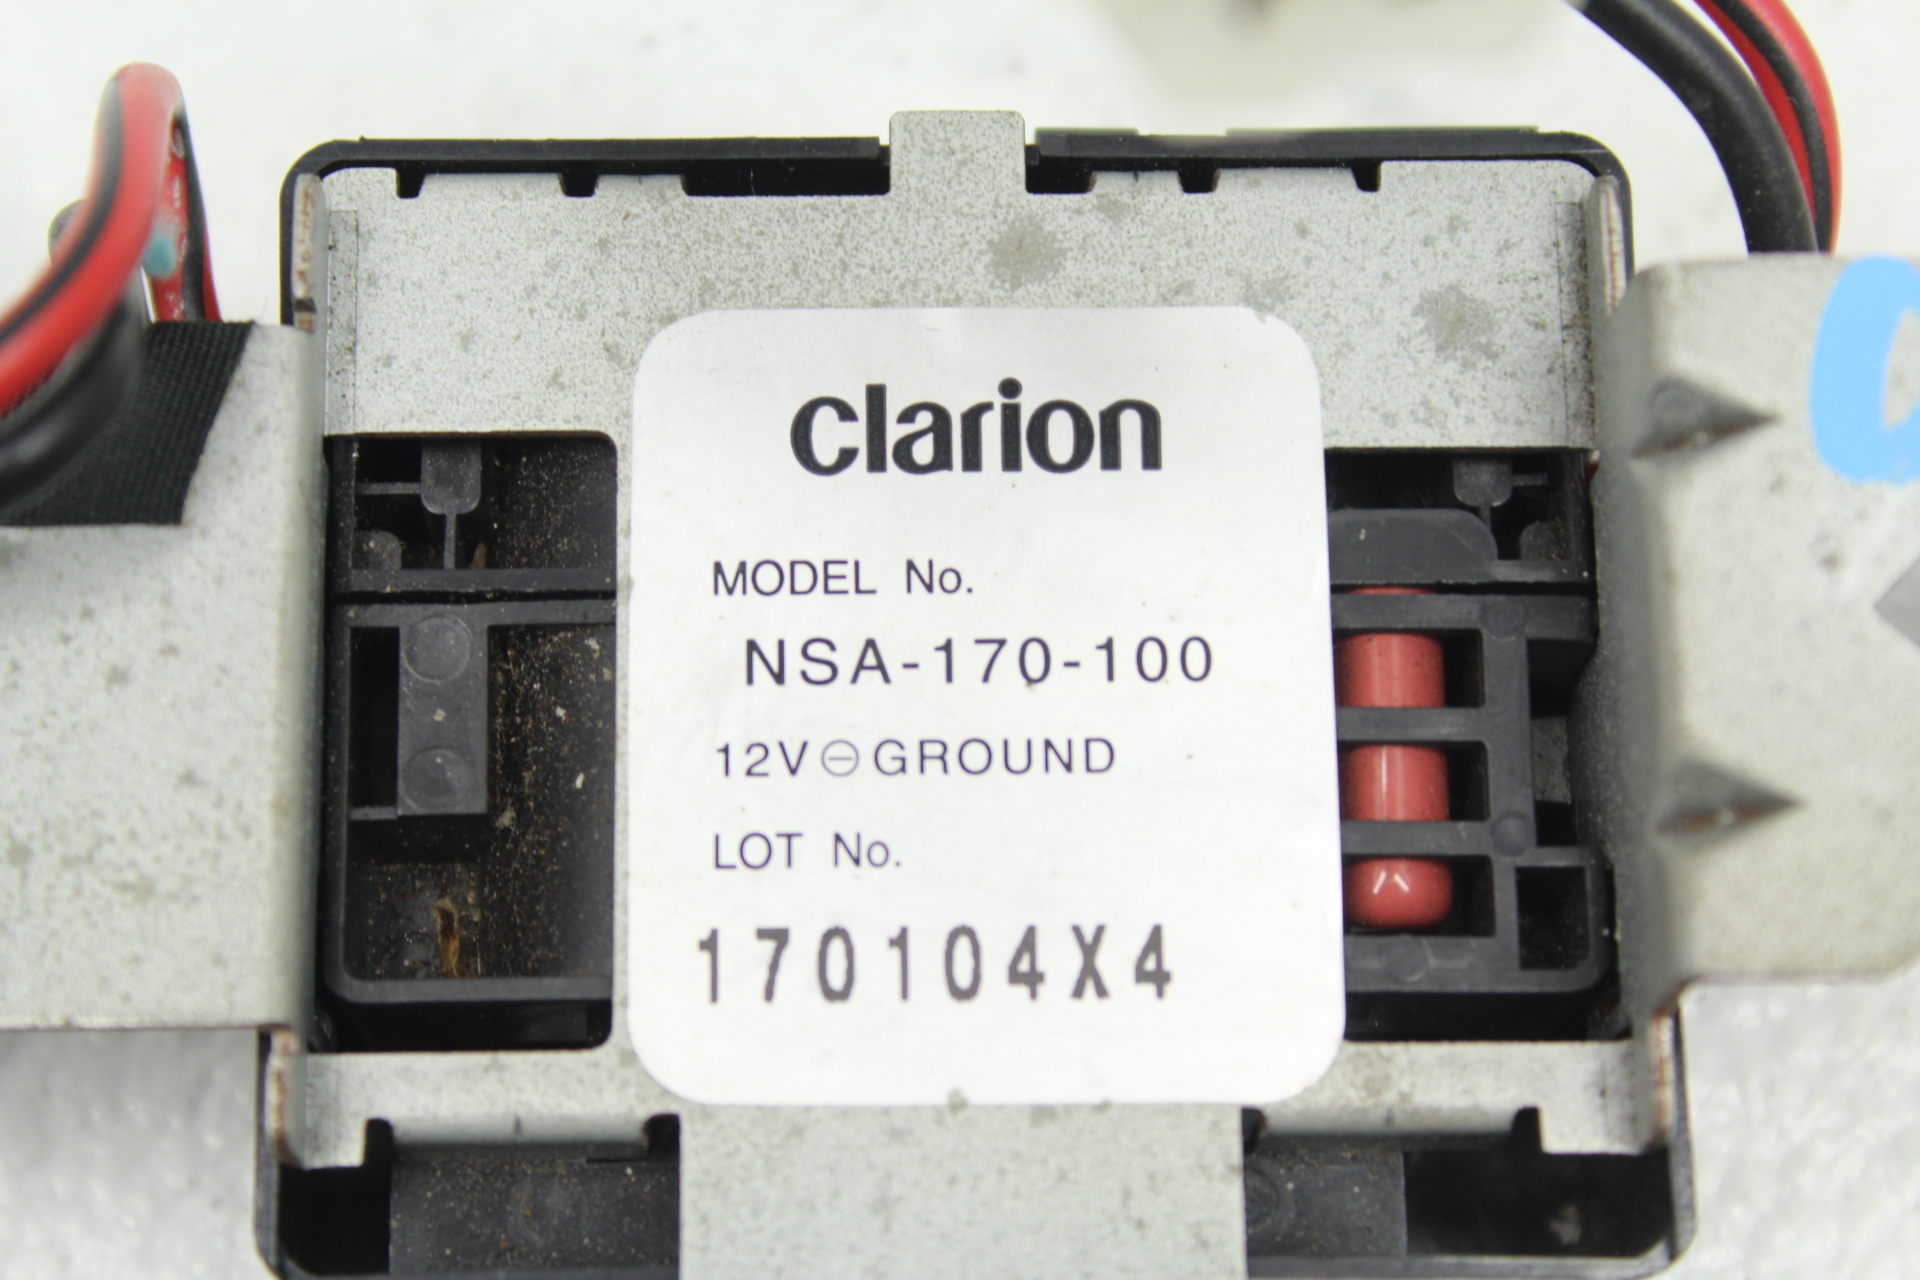 clarion
MODEL No.
NSA-170-100
12V⊖GROUND
LOT No.
170104X4